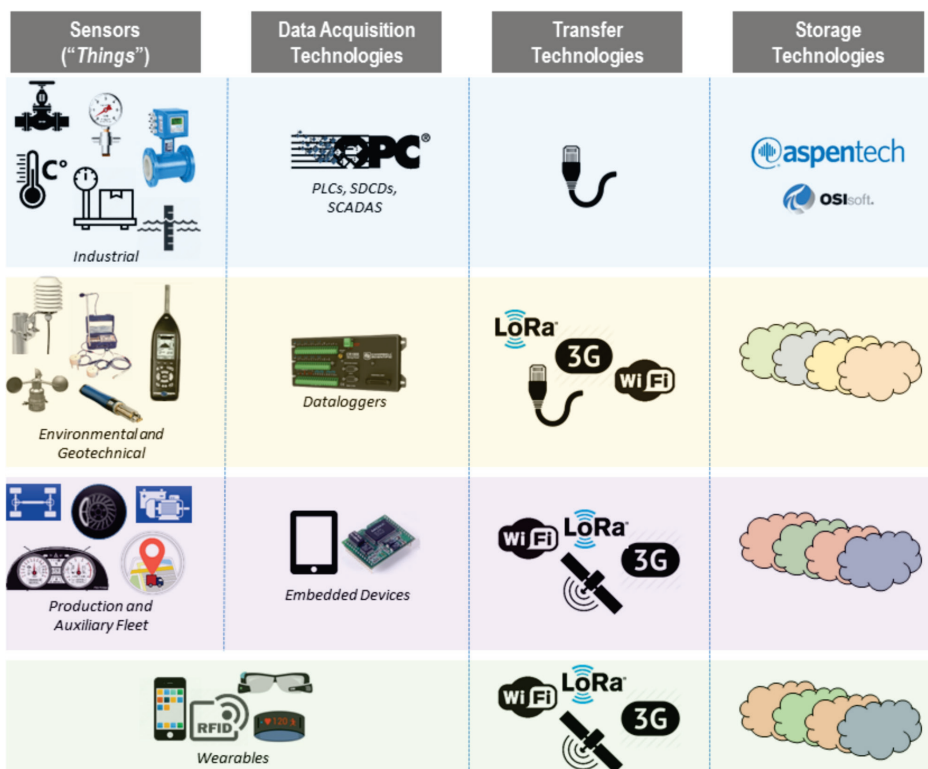 Sensors
("Things")
Data Acquisition
Technologies
Transfer
Technologies
Storage
Technologies
C°
Industrial
OPC®
PLCs, SDCDs,
SCADAS
aspentech
OSIsoft.
Environmental and
Geotechnical
Dataloggers
LoRa
3G
WiFi
Production and
Auxiliary Fleet
Embedded Devices
WiFi
LoRa
3G
RFID
120
Wearables
WiFi
LoRa
3G